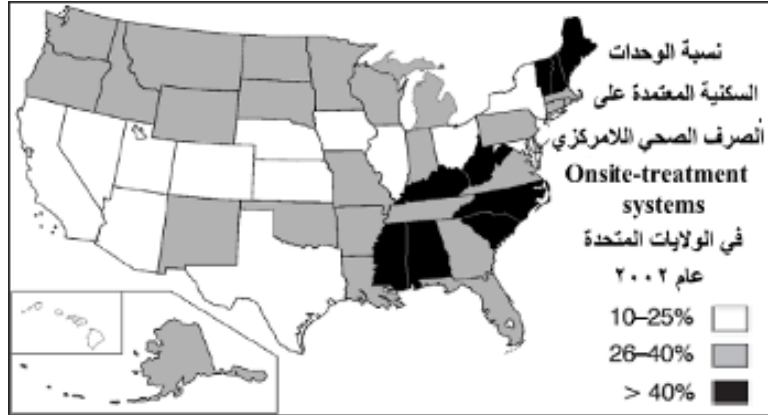 نسبة الوحدات
السكنية المعتمدة على
الصرف الصحي اللامركزي
Onsite-treatment
systems
في الولايات المتحدة
عام ٢٠٠٢
10–25%
26–40%
> 40%